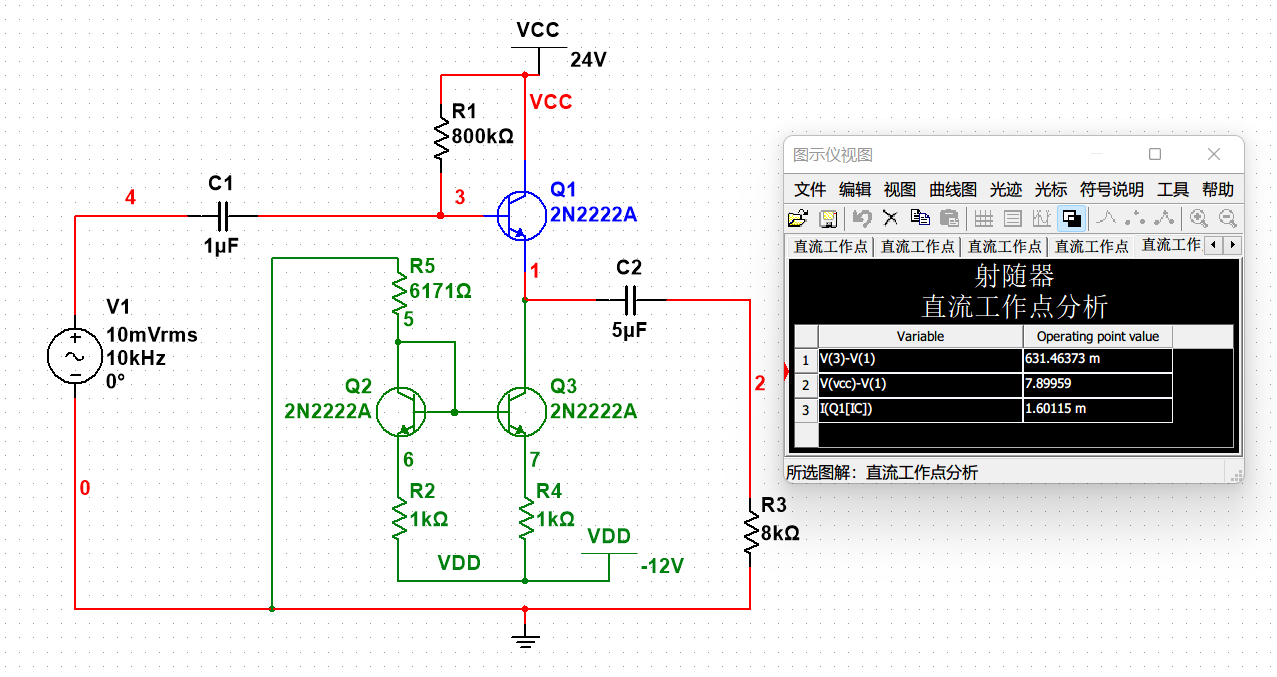 VCC
24V
VCC
R1
800kΩ
4
C1
1µF
3
Q1
2N2222A
1
R5
6171Ω
5
C2
5µF
V1
10mVrms
10kHz
0°
Q2
2N2222A
Q3
2N2222A
2
6
7
0
R2
1kΩ
R4
1kΩ
R3
8kΩ
VDD
VDD
-12V
图示仪视图
文件 编辑 视图 曲线图 光迹 光标 符号说明 工具 帮助
直流工作点 直流工作点 直流工作点 直流工作点 直流工作
射随器
直流工作点分析
Variable Operating point value
1 V(3)-V(1) 631.46373 m
2 V(vcc)-V(1) 7.89959
3 I(Q1[IC]) 1.60115 m
所选图解：直流工作点分析